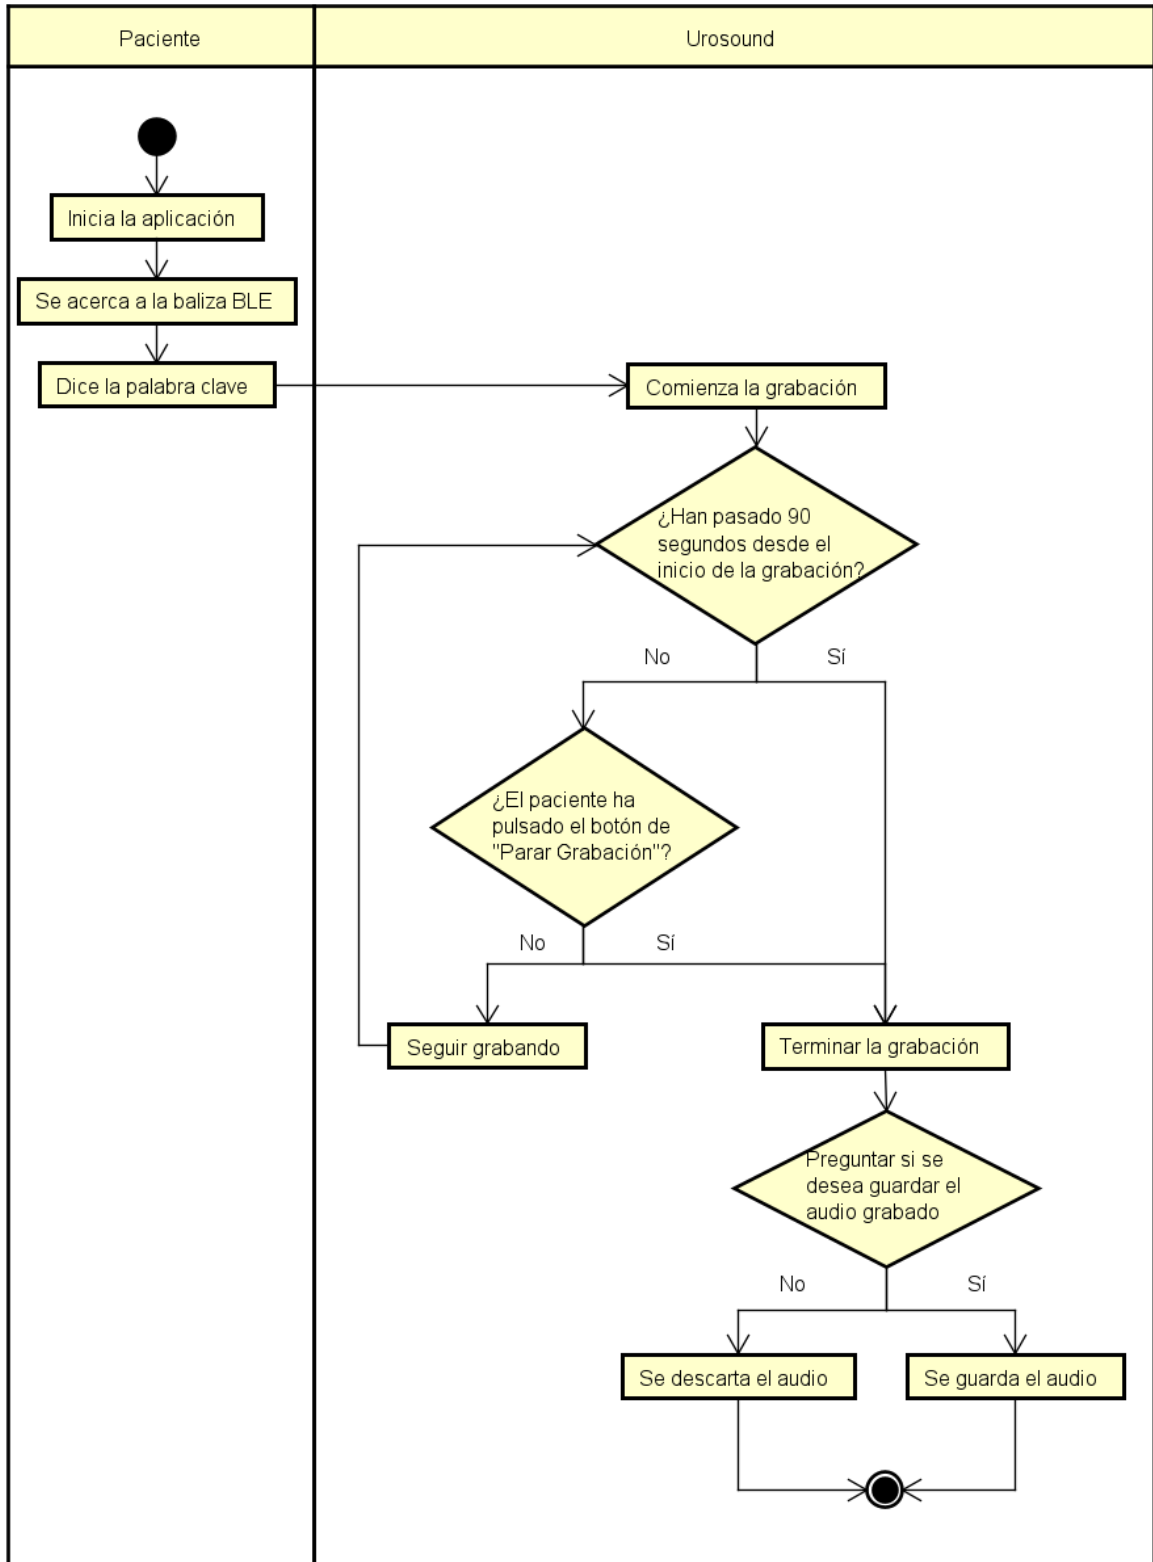 Paciente
Urosound
Inicia la aplicación
Se acerca a la baliza BLE
Dice la palabra clave
Comienza la grabación
¿Han pasado 90
segundos desde el
inicio de la grabación?
No
Sí
¿El paciente ha
pulsado el botón de
"Parar Grabación"?
No
Sí
Seguir grabando
Terminar la grabación
Preguntar si se
desea guardar el
audio grabado
No
Sí
Se descarta el audio
Se guarda el audio